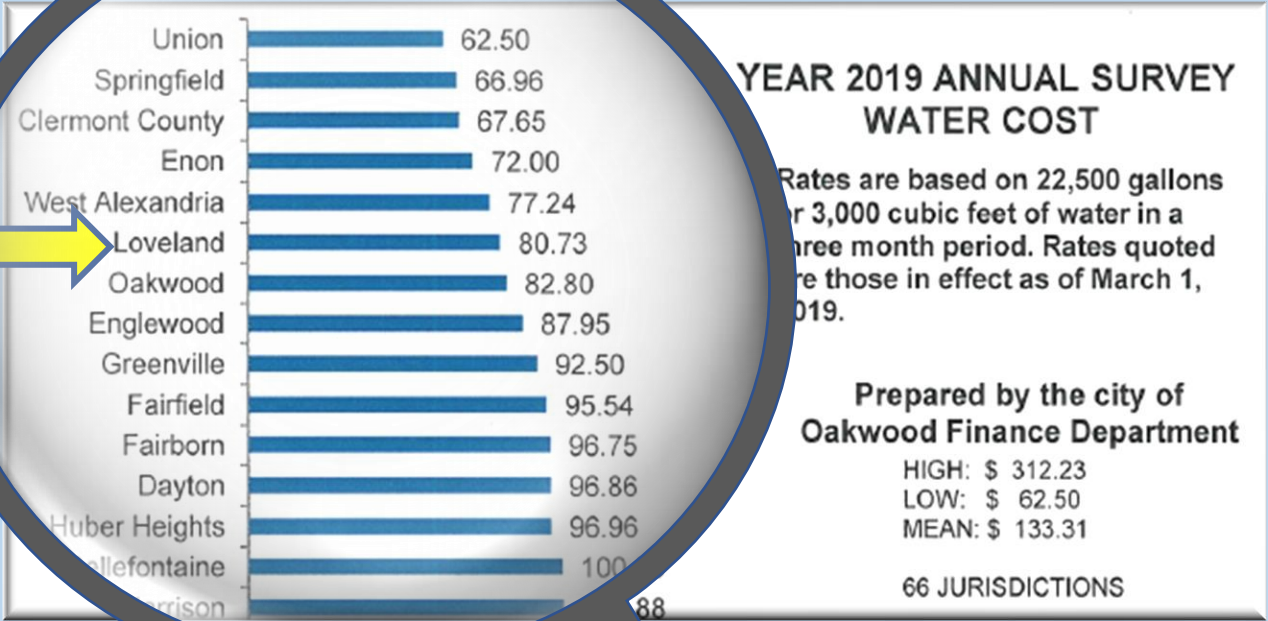 Union 62.50
Springfield 66.96
Clermont County 67.65
Enon 72.00
West Alexandria 77.24
Loveland 80.73
Oakwood 82.80
Englewood 87.95
Greenville 92.50
Fairfield 95.54
Fairborn 96.75
Dayton 96.86
Huber Heights 96.96
ellefontaine 100
rrison 88
YEAR 2019 ANNUAL SURVEY
WATER COST
Rates are based on 22,500 gallons
r 3,000 cubic feet of water in a
hree month period. Rates quoted
re those in effect as of March 1,
019.
Prepared by the city of
Oakwood Finance Department
HIGH: $ 312.23
LOW: $ 62.50
MEAN: $ 133.31
66 JURISDICTIONS